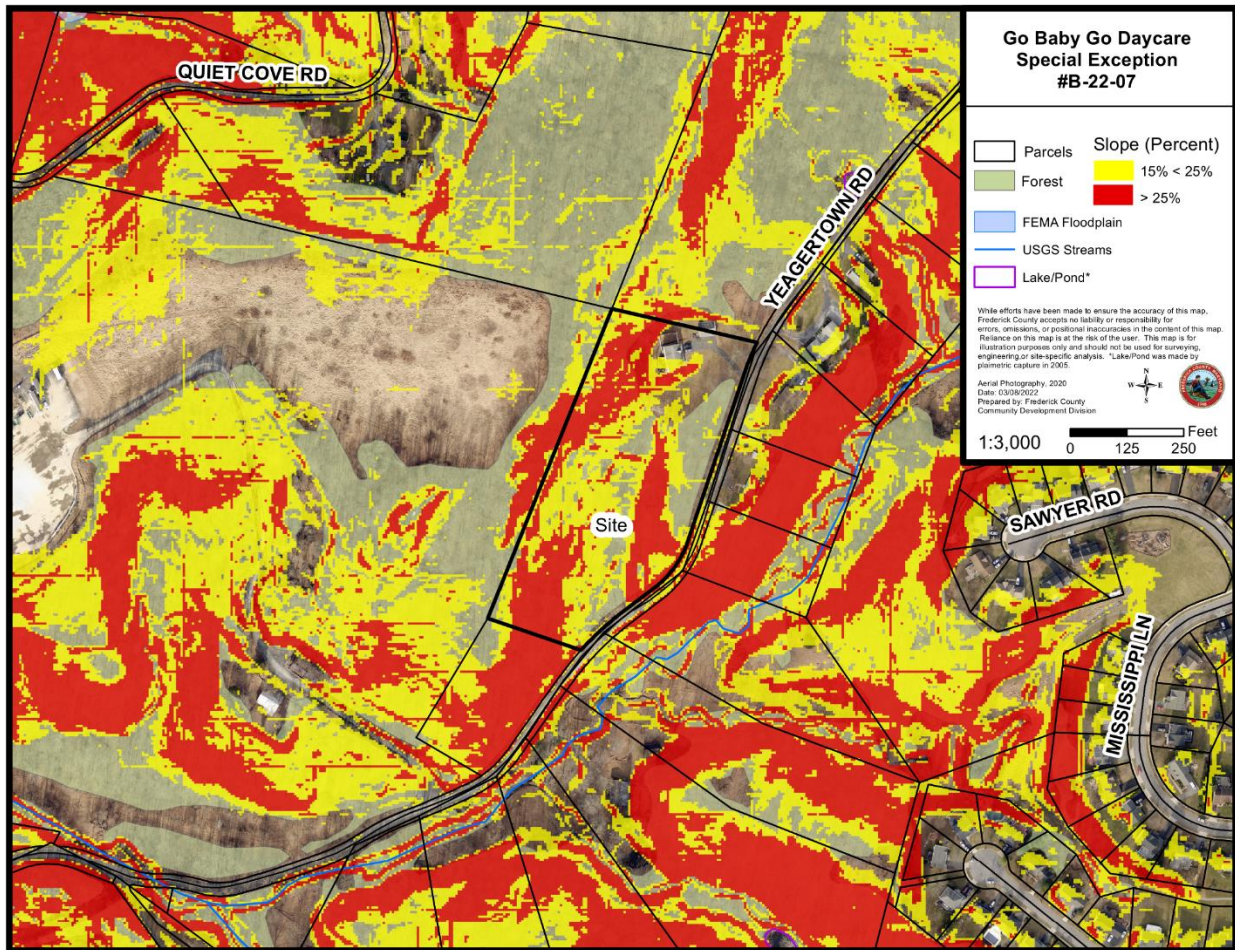 Go Baby Go Daycare
Special Exception
#B-22-07
Parcels
Forest
Slope (Percent)
15% < 25%
> 25%
FEMA Floodplain
USGS Streams
Lake/Pond*
While efforts have been made to ensure the accuracy of this map,
Frederick County accepts no liability or responsibility for
errors, omissions, or positional inaccuracies in the content of this map.
Reliance on this map is at the risk of the user. This map is for
illustration purposes only and should not be used for surveying,
engineering,or site-specific analysis. *Lake/Pond was made by
plaimetric capture in 2005.
Aerial Photography, 2020
Date: 03/08/2022
Prepared by: Frederick County
Community Development Division
N
W E
S
1:3,000
Feet
0 125 250
QUIET COVE RD
YEAGERTOWN RD
Site
SAWYER RD
MISSISSIPPI LN